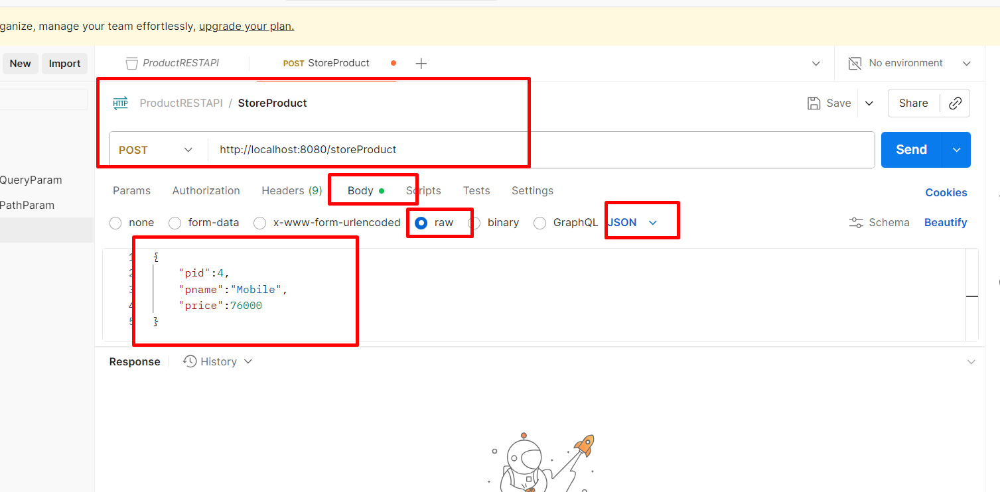 ganize, manage your team effortlessly, upgrade your plan.
New Import ProductRESTAPI POST StoreProduct No environment
HTTP ProductRESTAPI / StoreProduct Save Share
POST http://localhost:8080/storeProduct Send
QueryParam
PathParam
Params Authorization Headers (9) Body Scripts Tests Settings Cookies
none form-data x-www-form-urlencoded raw binary GraphQL JSON Schema Beautify
1 {
2 "pid":4,
3 "pname":"Mobile",
4 "price":76000
5 }
Response History